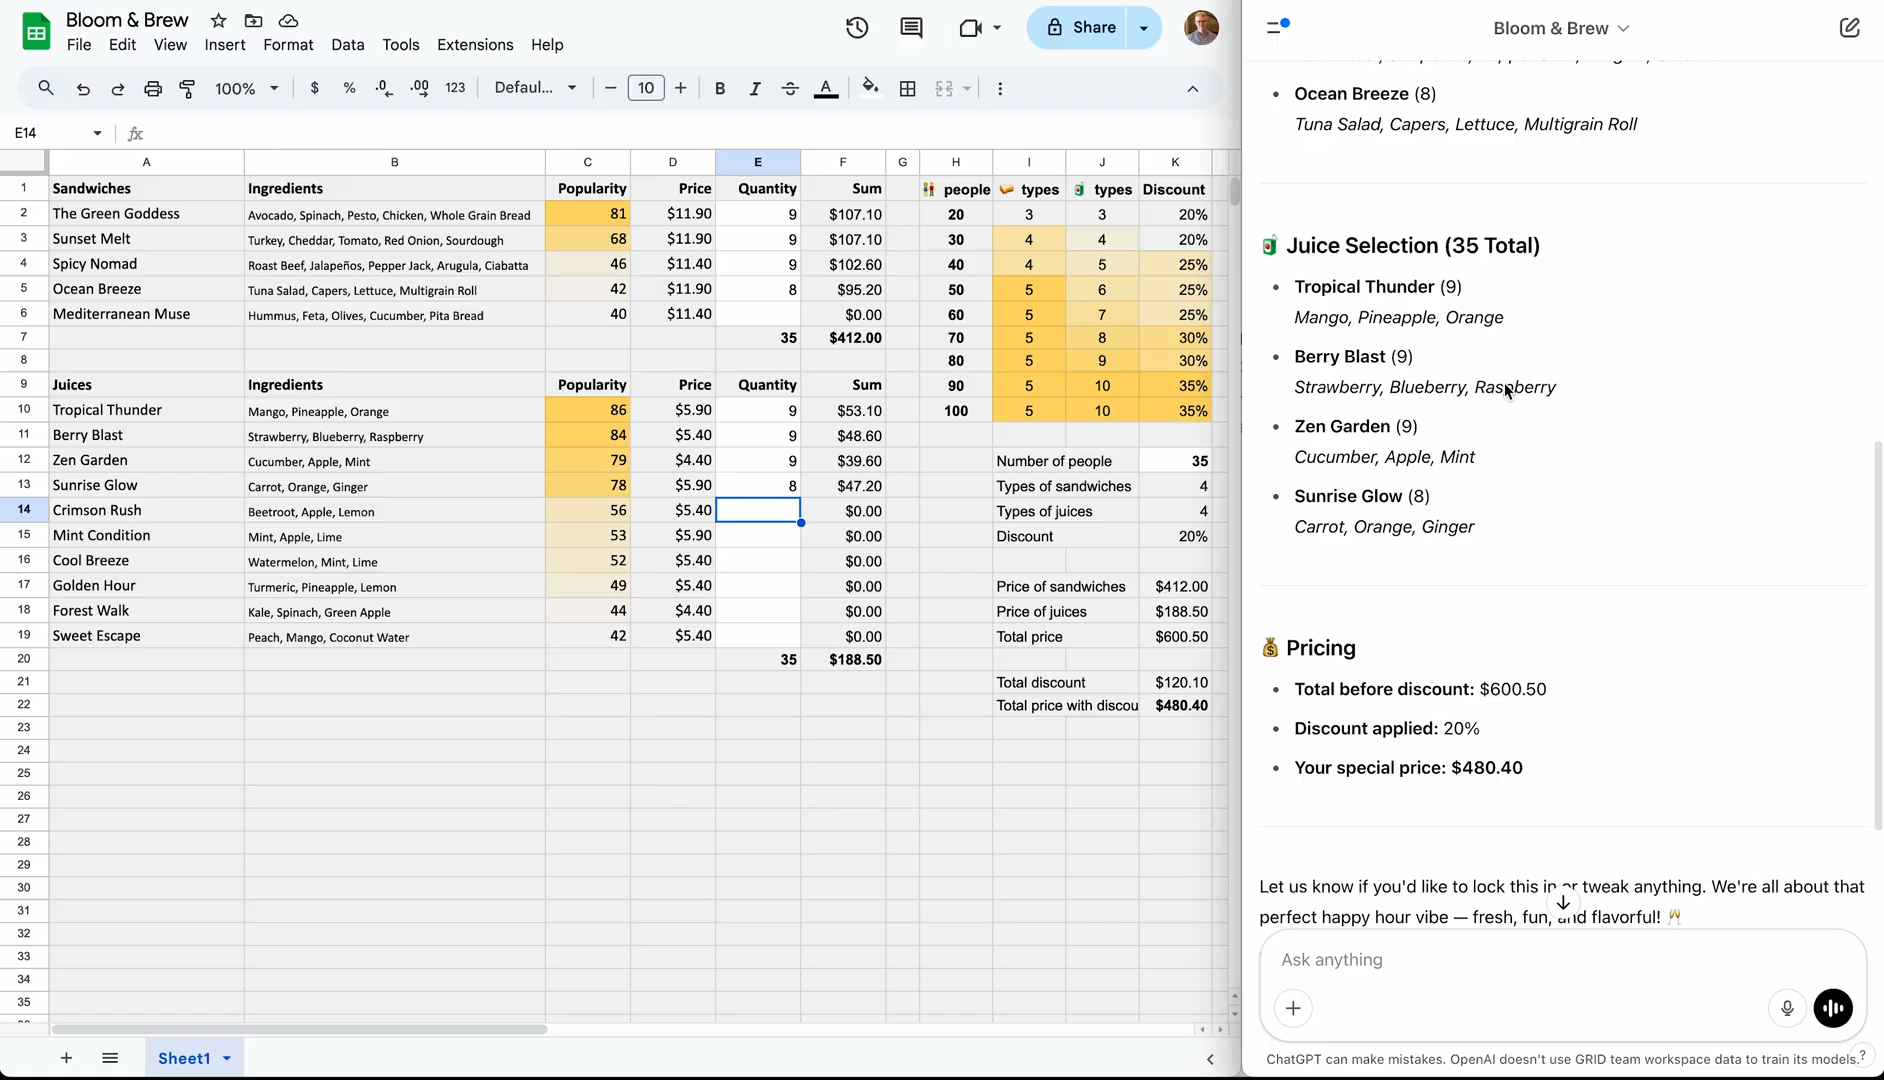 Bloom & Brew
File Edit View Insert Format Data Tools Extensions Help
Share
100% $ % .0 .00 123 Defaul... 10 B I A
E14 fx
A B C D E F G H I J K
1 Sandwiches Ingredients Popularity Price Quantity Sum people types types Discount
2 The Green Goddess Avocado, Spinach, Pesto, Chicken, Whole Grain Bread 81 $11.90 9 $107.10 20 3 3 20%
3 Sunset Melt Turkey, Cheddar, Tomato, Red Onion, Sourdough 68 $11.90 9 $107.10 30 4 4 20%
4 Spicy Nomad Roast Beef, Jalapeños, Pepper Jack, Arugula, Ciabatta 46 $11.40 9 $102.60 40 4 5 25%
5 Ocean Breeze Tuna Salad, Capers, Lettuce, Multigrain Roll 42 $11.90 8 $95.20 50 5 6 25%
6 Mediterranean Muse Hummus, Feta, Olives, Cucumber, Pita Bread 40 $11.40 $0.00 60 5 7 25%
7 35 $412.00 70 5 8 30%
8 80 5 9 30%
9 Juices Ingredients Popularity Price Quantity Sum 90 5 10 35%
10 Tropical Thunder Mango, Pineapple, Orange 86 $5.90 9 $53.10 100 5 10 35%
11 Berry Blast Strawberry, Blueberry, Raspberry 84 $5.40 9 $48.60
12 Zen Garden Cucumber, Apple, Mint 79 $4.40 9 $39.60 Number of people 35
13 Sunrise Glow Carrot, Orange, Ginger 78 $5.90 8 $47.20 Types of sandwiches 4
14 Crimson Rush Beetroot, Apple, Lemon 56 $5.40 $0.00 Types of juices 4
15 Mint Condition Mint, Apple, Lime 53 $5.90 $0.00 Discount 20%
16 Cool Breeze Watermelon, Mint, Lime 52 $5.40 $0.00
17 Golden Hour Turmeric, Pineapple, Lemon 49 $5.40 $0.00 Price of sandwiches $412.00
18 Forest Walk Kale, Spinach, Green Apple 44 $4.40 $0.00 Price of juices $188.50
19 Sweet Escape Peach, Mango, Coconut Water 42 $5.40 $0.00 Total price $600.50
20 35 $188.50
21 Total discount $120.10
22 Total price with discou $480.40
23
24
25
26
27
28
29
30
31
32
33
34
35
Sheet1
Bloom & Brew
Ocean Breeze (8)
Tuna Salad, Capers, Lettuce, Multigrain Roll
Juice Selection (35 Total)
Tropical Thunder (9)
Mango, Pineapple, Orange
Berry Blast (9)
Strawberry, Blueberry, Raspberry
Zen Garden (9)
Cucumber, Apple, Mint
Sunrise Glow (8)
Carrot, Orange, Ginger
Pricing
Total before discount: $600.50
Discount applied: 20%
Your special price: $480.40
Let us know if you'd like to lock this in or tweak anything. We're all about that
perfect happy hour vibe — fresh, fun, and flavorful!
Ask anything
ChatGPT can make mistakes. OpenAI doesn't use GRID team workspace data to train its models. ?